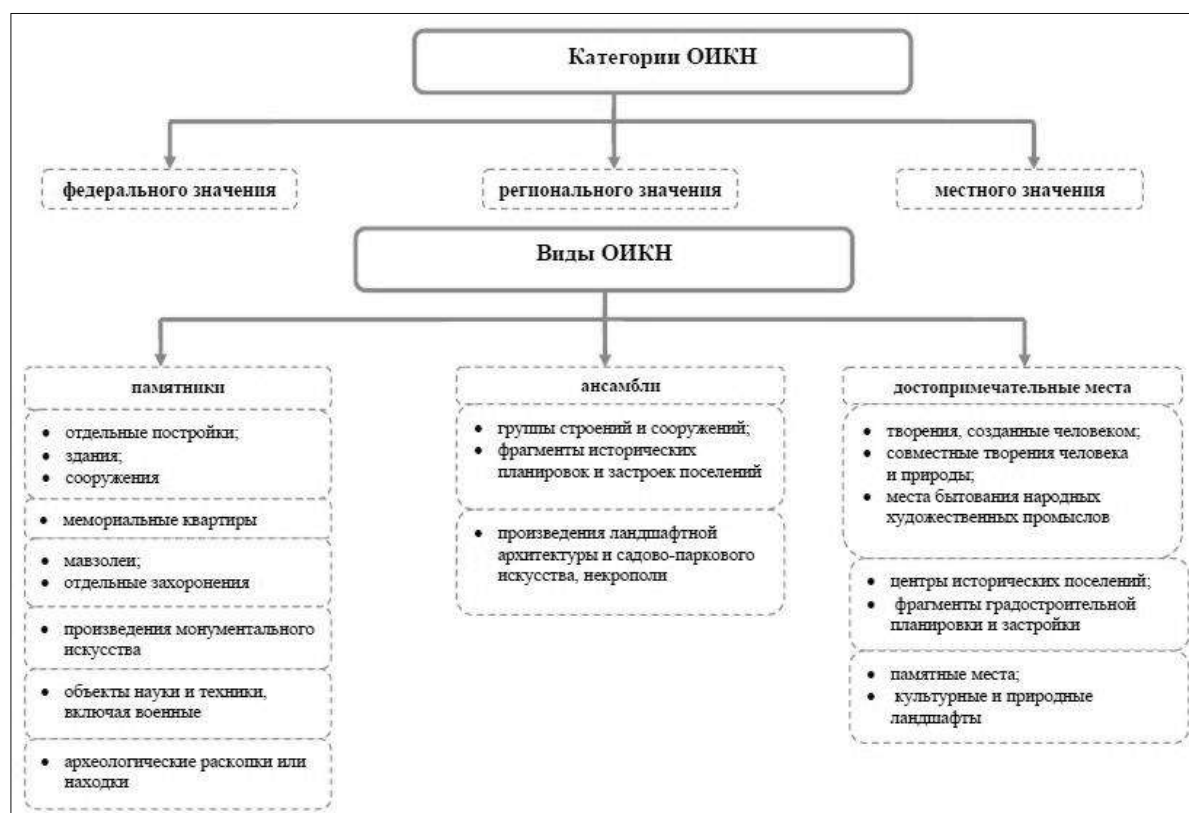 Категории ОИКН
федерального значения
регионального значения
местного значения
Виды ОИКН
памятники
• отдельные постройки;
• здания;
• сооружения
• мемориальные квартиры
• мавзолеи;
• отдельные захоронения
• произведения монументального
искусства
• объекты науки и техники,
включая военные
• археологические раскопки или
находки
ансамбли
• группы строений и сооружений;
• фрагменты исторических
планировок и застроек поселений
• произведения ландшафтной
архитектуры и садово-паркового
искусства, некрополи
достопримечательные места
• творения, созданные человеком;
• совместные творения человека
и природы;
• места бытования народных
художественных промыслов
• центры исторических поселений;
• фрагменты градостроительной
планировки и застройки
• памятные места;
• культурные и природные
ландшафты